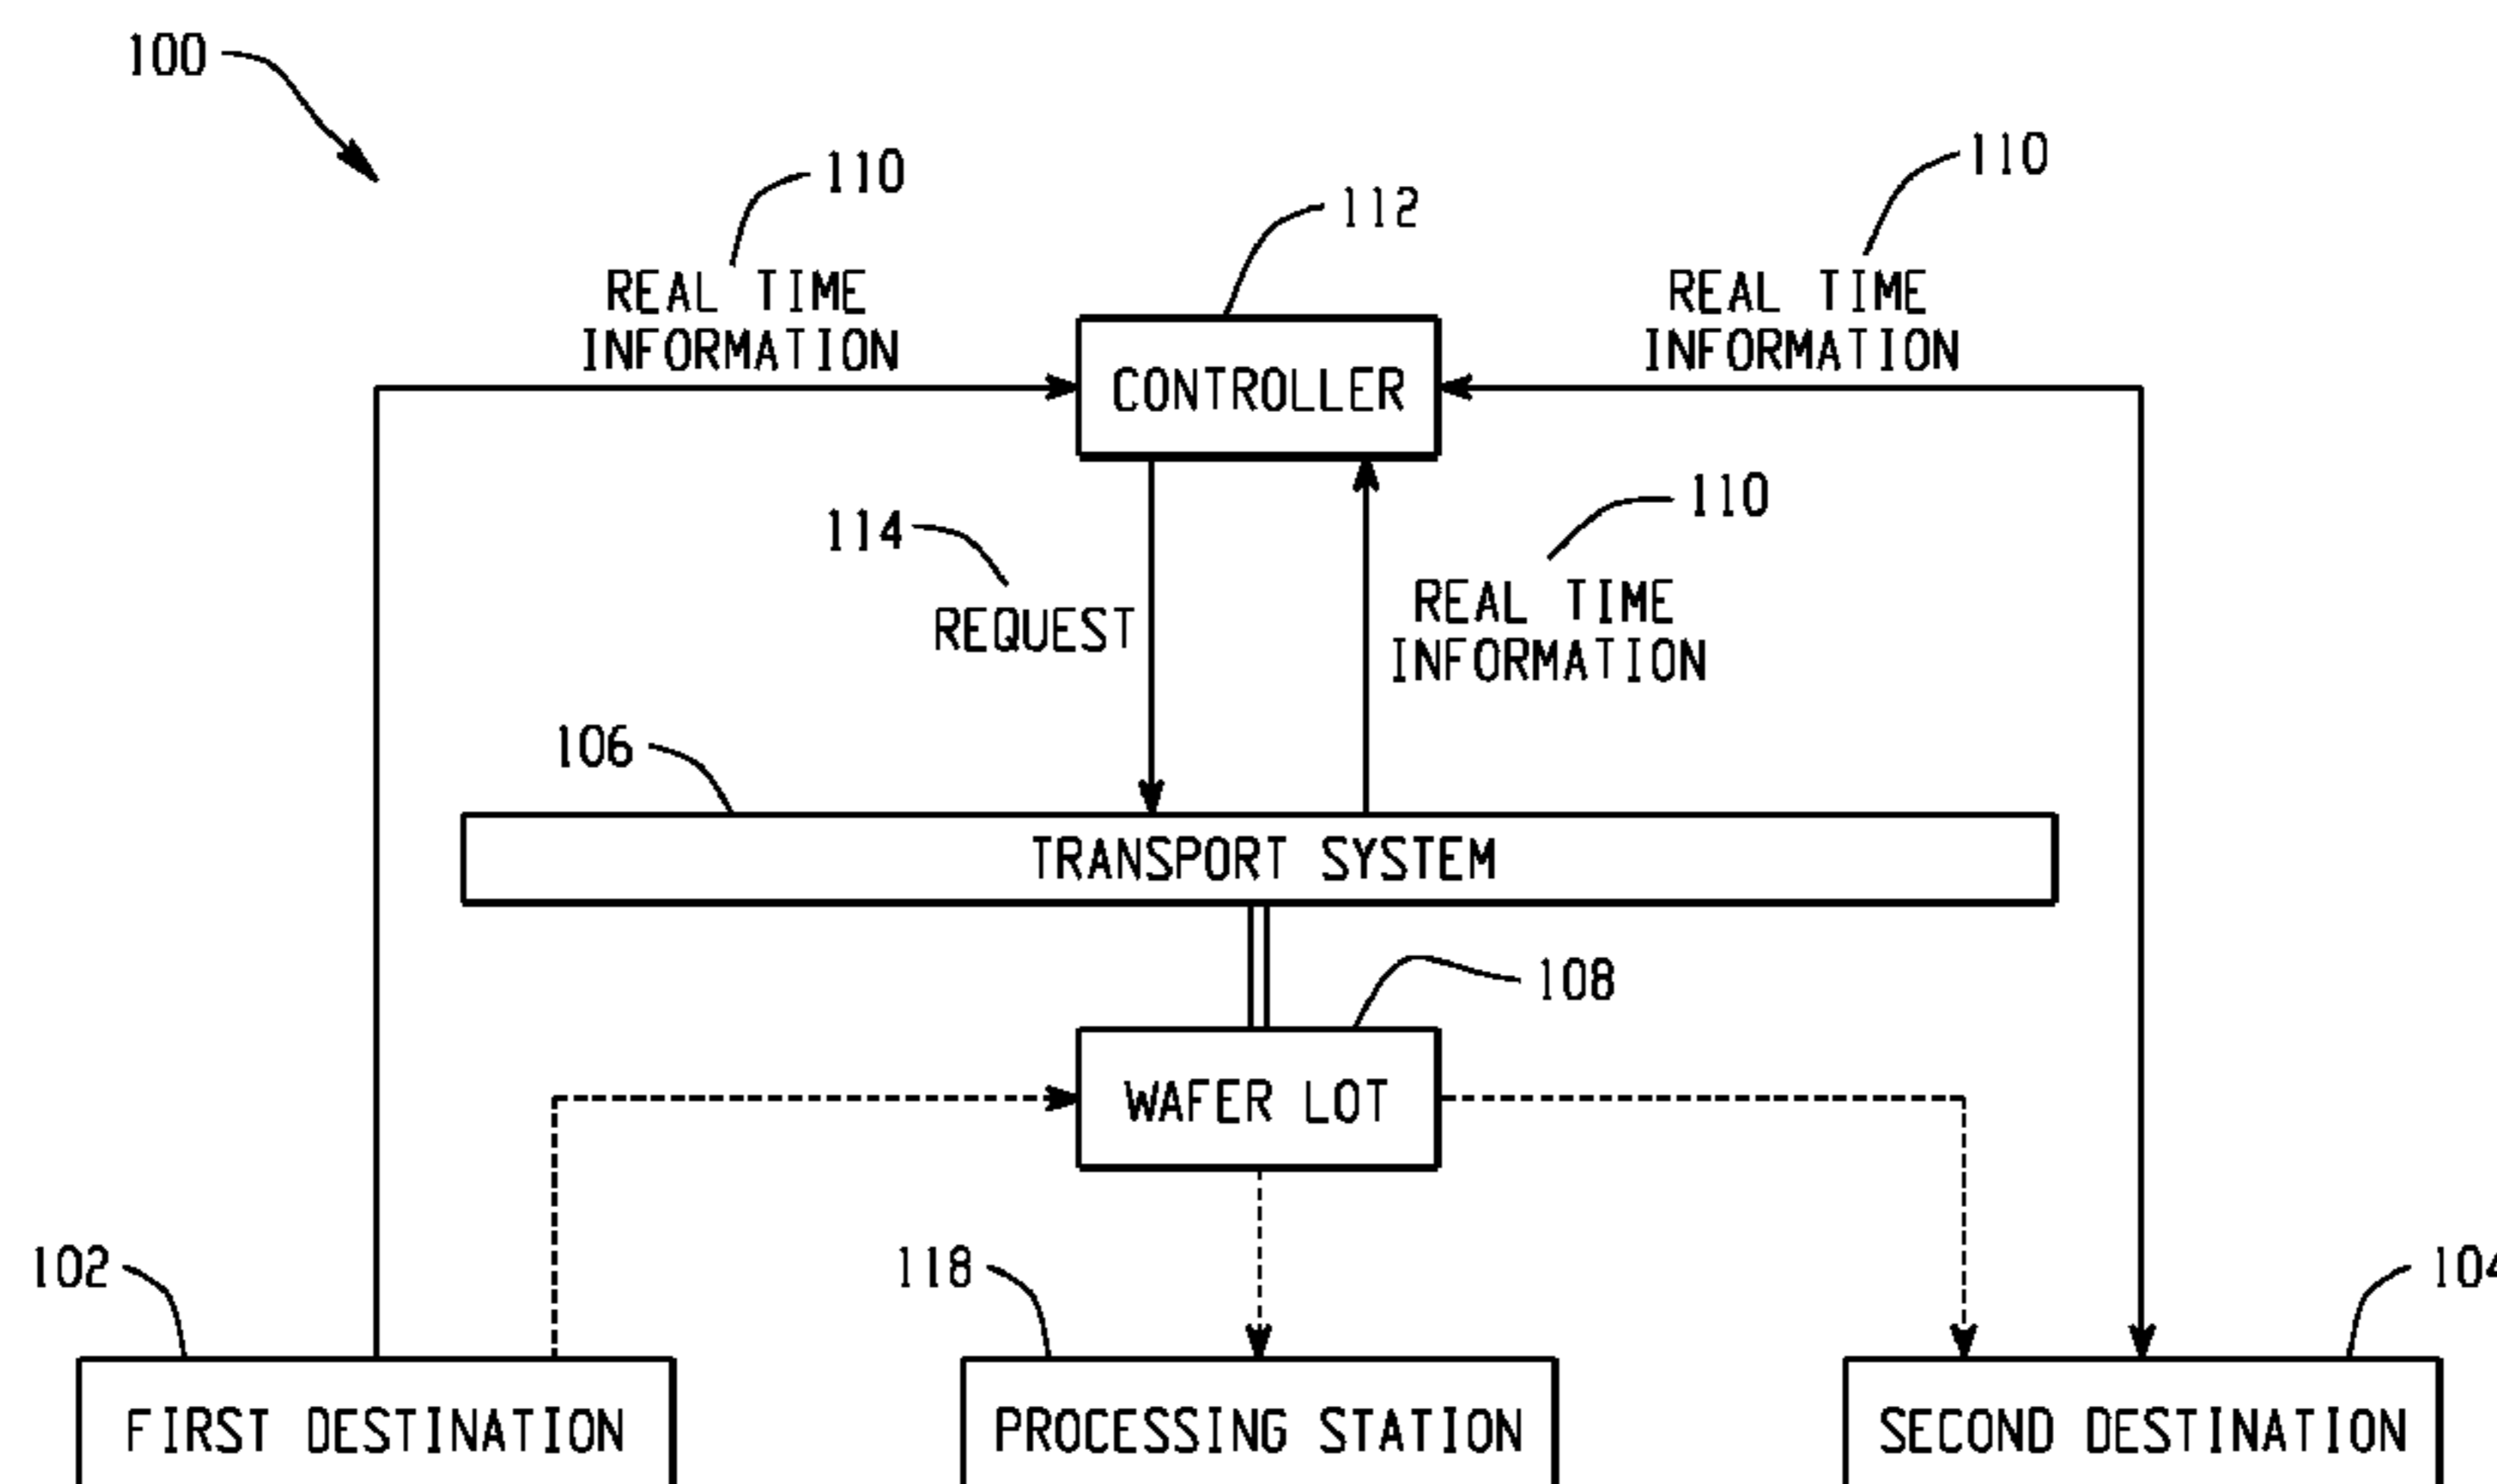 100
110
110
112
REAL TIME
INFORMATION
REAL TIME
INFORMATION
CONTROLLER
114
110
REQUEST
REAL TIME
INFORMATION
106
TRANSPORT SYSTEM
108
WAFER LOT
102
118
104
FIRST DESTINATION
PROCESSING STATION
SECOND DESTINATION